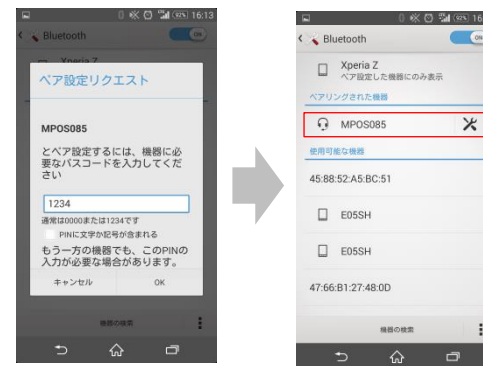 92%
16:13
Bluetooth
ON
Xperia Z
ペア設定リクエスト
MPOS085
とペア設定するには、機器に必
要なパスコードを入力してくだ
さい
1234
通常は0000または1234です
PINに文字か記号が含まれる
もう一方の機器でも、このPINの
入力が必要な場合があります。
キャンセル
OK
機器の検索
92%
16
Bluetooth
ON
Xperia Z
ペア設定した機器にのみ表示
ペアリングされた機器
MPOS085
使用可能な機器
45:88:52:A5:BC:51
E05SH
E05SH
47:66:B1:27:48:0D
機器の検索